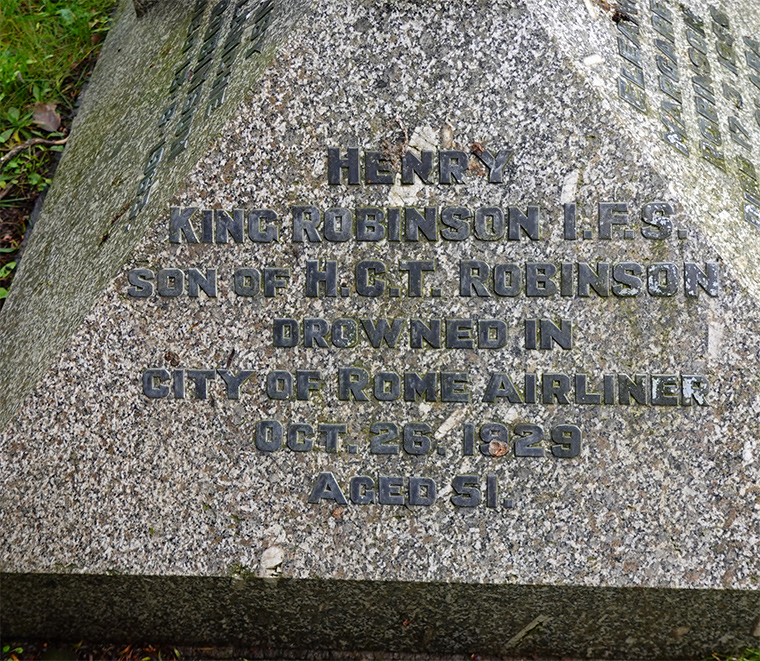 HENRY
KING ROBINSON I.F.S.
SON OF H.C.T. ROBINSON
DROWNED IN
CITY OF ROME AIRLINER
OCT. 26. 1929
AGED 51.